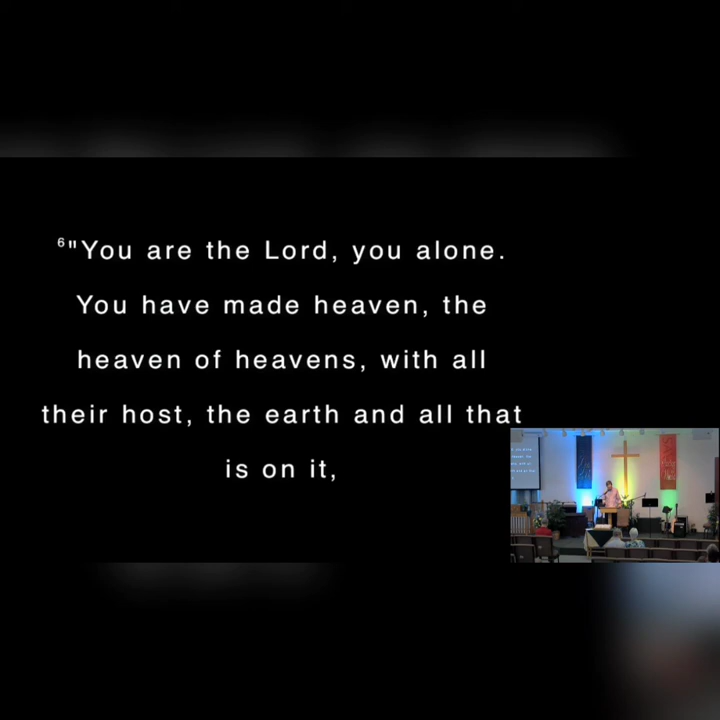 ⁶"You are the Lord, you alone.
You have made heaven, the
heaven of heavens, with all
their host, the earth and all that
is on it,